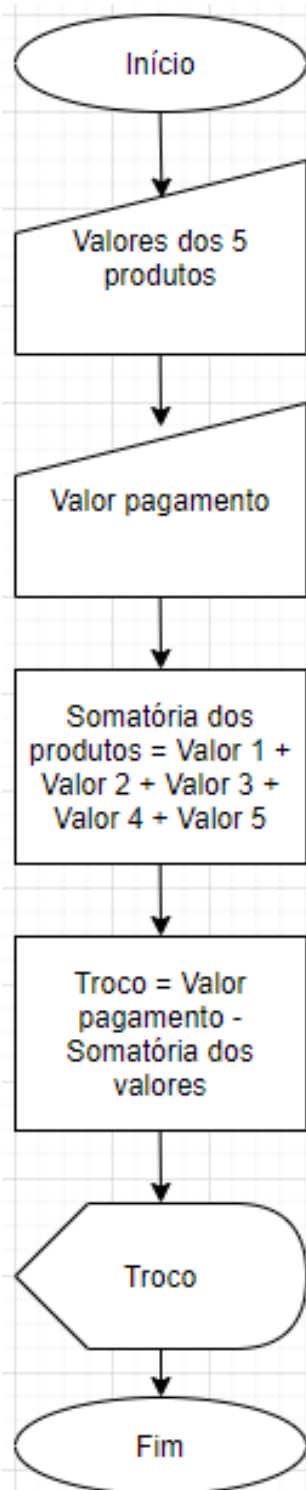 Início
Valores dos 5
produtos
Valor pagamento
Somatória dos
produtos = Valor 1 +
Valor 2 + Valor 3 +
Valor 4 + Valor 5
Troco = Valor
pagamento -
Somatória dos
valores
Troco
Fim